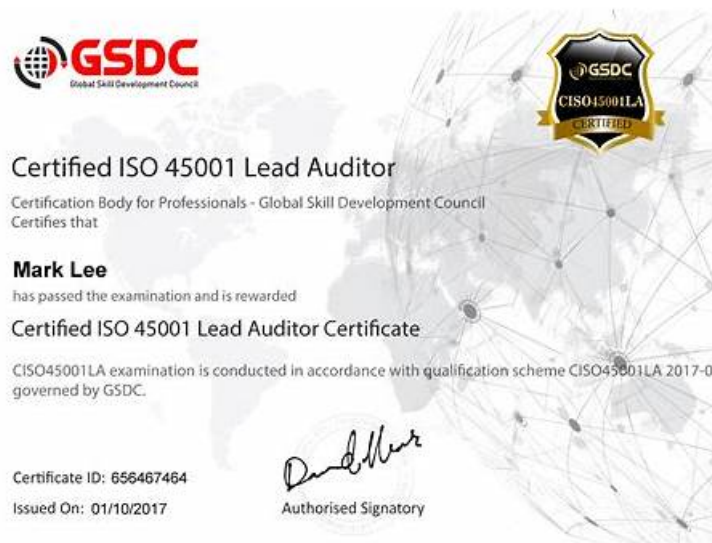 GSDC
Global Skill Development Council
GSDC
CISO45001LA
CERTIFIED
Certified ISO 45001 Lead Auditor
Certification Body for Professionals - Global Skill Development Council
Certifies that
Mark Lee
has passed the examination and is rewarded
Certified ISO 45001 Lead Auditor Certificate
CISO45001LA examination is conducted in accordance with qualification scheme CISO45001LA 2017-0
governed by GSDC.
Certificate ID: 656467464
Issued On: 01/10/2017
Authorised Signatory